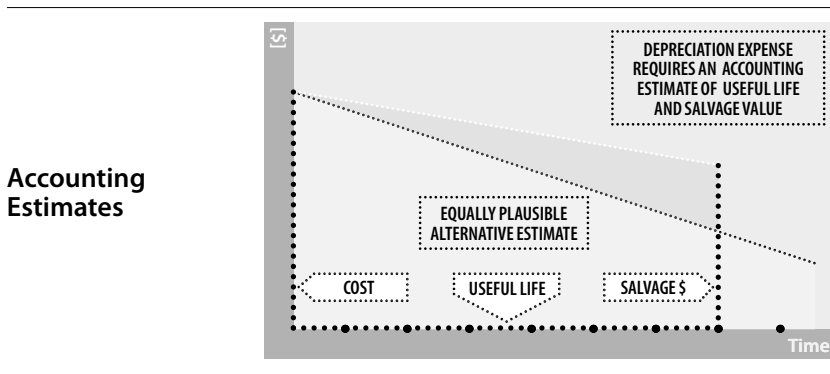 Accounting
Estimates
[$]
DEPRECIATION EXPENSE
REQUIRES AN ACCOUNTING
ESTIMATE OF USEFUL LIFE
AND SALVAGE VALUE
EQUALLY PLAUSIBLE
ALTERNATIVE ESTIMATE
COST
USEFUL LIFE
SALVAGE $
Time